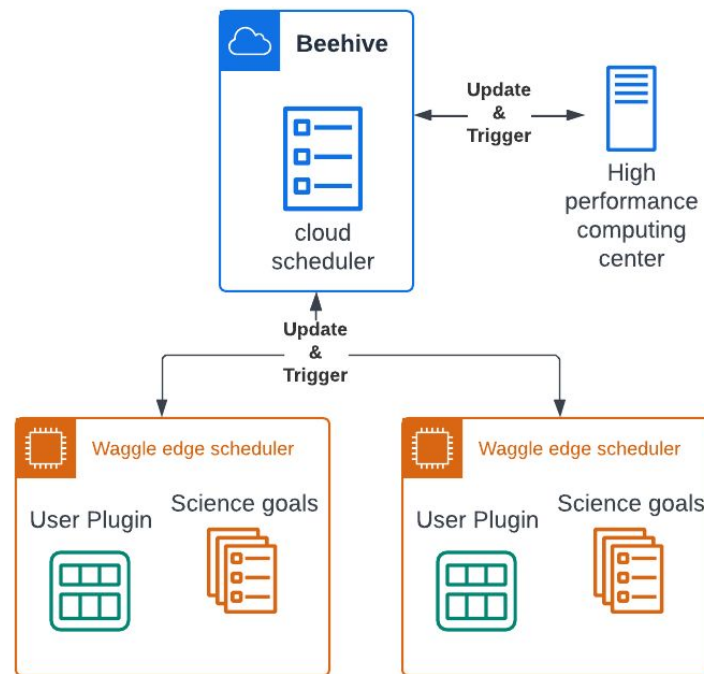 Beehive
cloud
scheduler
Update
&
Trigger
High
performance
computing
center
Update
&
Trigger
Waggle edge scheduler
User Plugin
Science goals
Waggle edge scheduler
User Plugin
Science goals